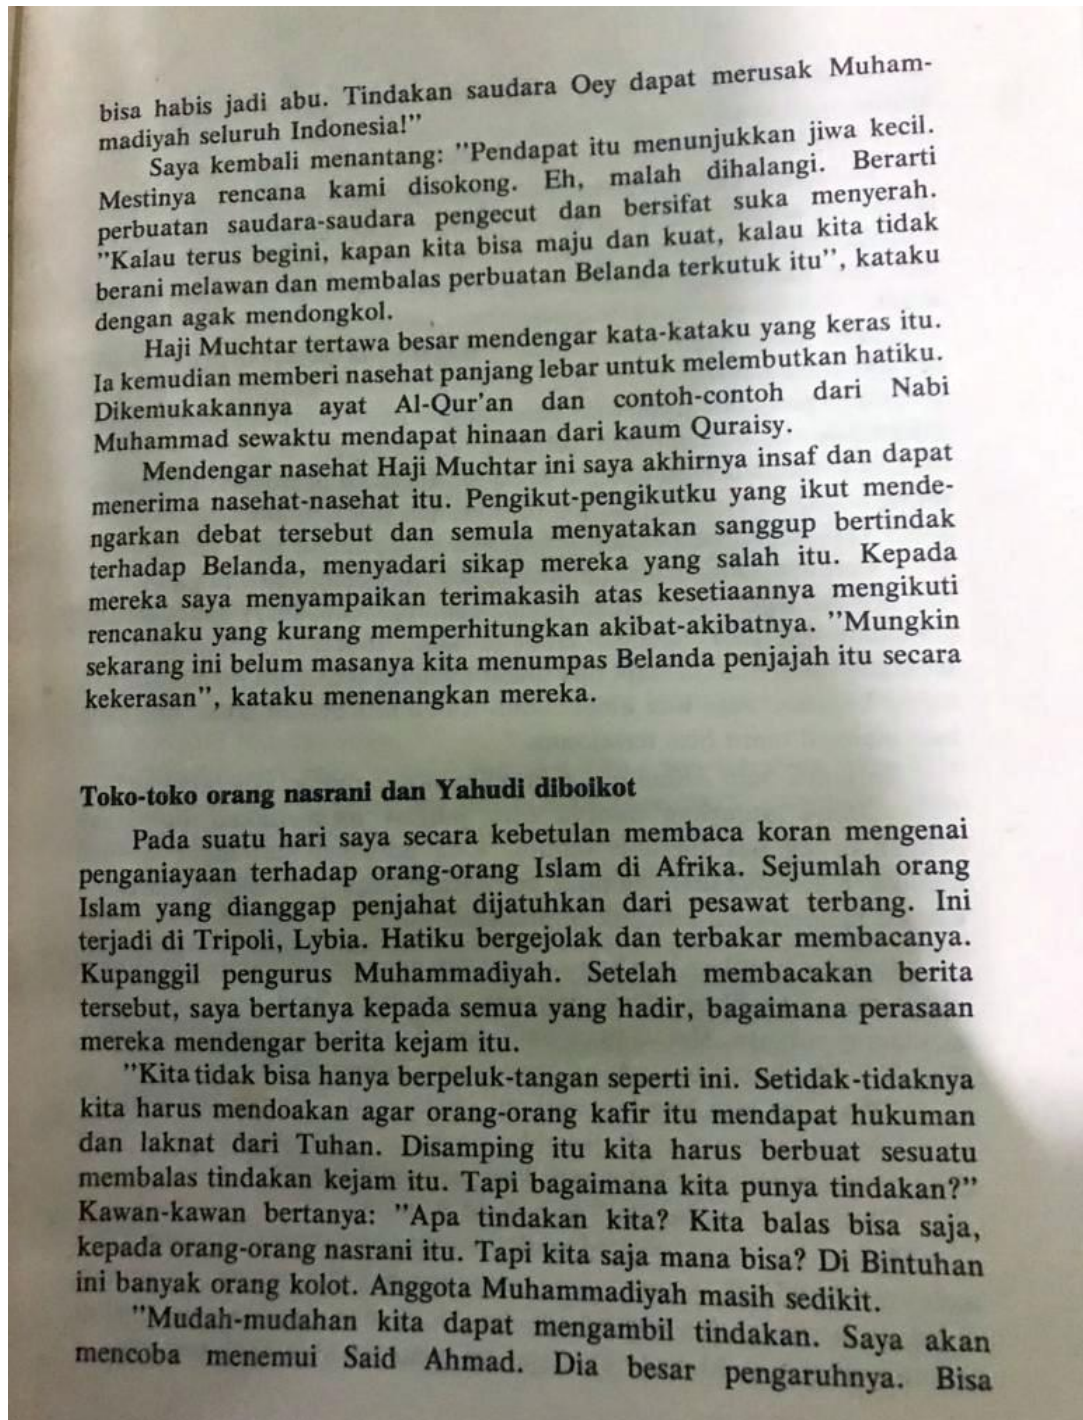 bisa habis jadi abu. Tindakan saudara Oey dapat merusak Muham-
madiyah seluruh Indonesia!”
Saya kembali menantang: ”Pendapat itu menunjukkan jiwa kecil.
Mestinya rencana kami disokong. Eh, malah dihalangi. Berarti
perbuatan saudara-saudara pengecut dan bersifat suka menyerah.
”Kalau terus begini, kapan kita bisa maju dan kuat, kalau kita tidak
berani melawan dan membalas perbuatan Belanda terkutuk itu”, kataku
dengan agak mendongkol.
Haji Muchtar tertawa besar mendengar kata-kataku yang keras itu.
Ia kemudian memberi nasehat panjang lebar untuk melembutkan hatiku.
Dikemukakannya ayat Al-Qur'an dan contoh-contoh dari Nabi
Muhammad sewaktu mendapat hinaan dari kaum Quraisy.
Mendengar nasehat Haji Muchtar ini saya akhirnya insaf dan dapat
menerima nasehat-nasehat itu. Pengikut-pengikutku yang ikut mende-
ngarkan debat tersebut dan semula menyatakan sanggup bertindak
terhadap Belanda, menyadari sikap mereka yang salah itu. Kepada
mereka saya menyampaikan terimakasih atas kesetiaannya mengikuti
rencanaku yang kurang memperhitungkan akibat-akibatnya. ”Mungkin
sekarang ini belum masanya kita menumpas Belanda penjajah itu secara
kekerasan”, kataku menenangkan mereka.
Toko-toko orang nasrani dan Yahudi diboikot
Pada suatu hari saya secara kebetulan membaca koran mengenai
penganiayaan terhadap orang-orang Islam di Afrika. Sejumlah orang
Islam yang dianggap penjahat dijatuhkan dari pesawat terbang. Ini
terjadi di Tripoli, Lybia. Hatiku bergejolak dan terbakar membacanya.
Kupanggil pengurus Muhammadiyah. Setelah membacakan berita
tersebut, saya bertanya kepada semua yang hadir, bagaimana perasaan
mereka mendengar berita kejam itu.
”Kita tidak bisa hanya berpeluk-tangan seperti ini. Setidak-tidaknya
kita harus mendoakan agar orang-orang kafir itu mendapat hukuman
dan laknat dari Tuhan. Disamping itu kita harus berbuat sesuatu
membalas tindakan kejam itu. Tapi bagaimana kita punya tindakan?”
Kawan-kawan bertanya: ”Apa tindakan kita? Kita balas bisa saja,
kepada orang-orang nasrani itu. Tapi kita saja mana bisa? Di Bintuhan
ini banyak orang kolot. Anggota Muhammadiyah masih sedikit.
”Mudah-mudahan kita dapat mengambil tindakan. Saya akan
mencoba menemui Said Ahmad. Dia besar pengaruhnya. Bisa